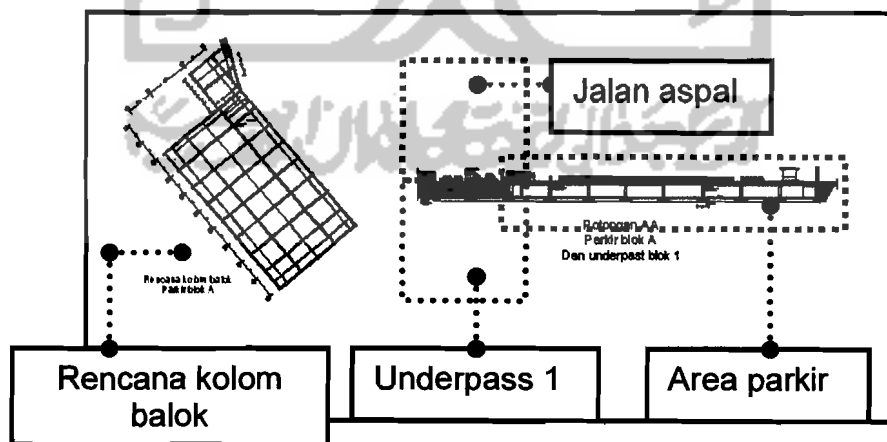 Jalan aspal
Potongan AA
Parkir blok A
Dan underpast blok 1
Rencana kolom balok
Parkir blok A
Rencana kolom
balok
Underpass 1
Area parkir